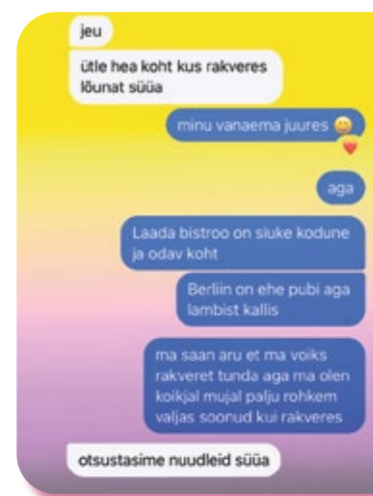 jeu
ütle hea koht kus rakveres
lõunat süüa
minu vanaema juures 😀
aga
Laada bistroo on siuke kodune
ja odav koht
Berliin on ehe pubi aga
lambist kallis
ma saan aru et ma voiks
rakveret tunda aga ma olen
koikjal mujal palju rohkem
valjas soonud kui rakveres
otsustasime nuudleid süüa